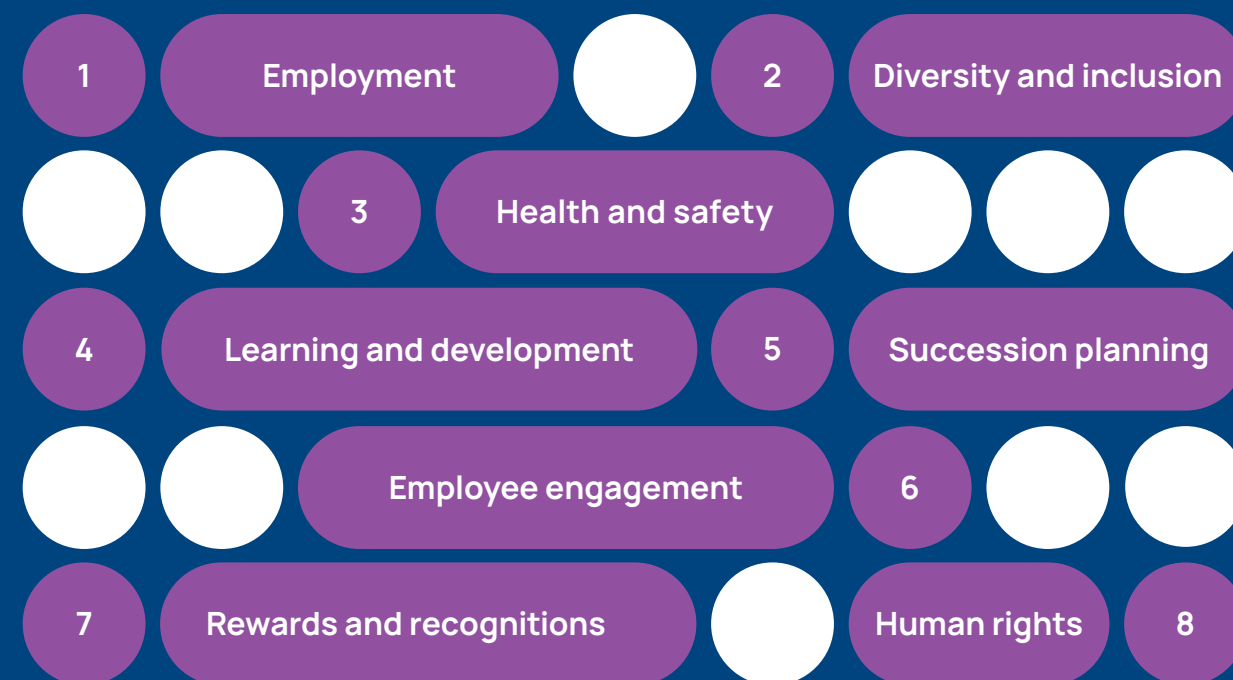 1 Employment 2 Diversity and inclusion
3 Health and safety
4 Learning and development 5 Succession planning
Employee engagement 6
7 Rewards and recognitions Human rights 8